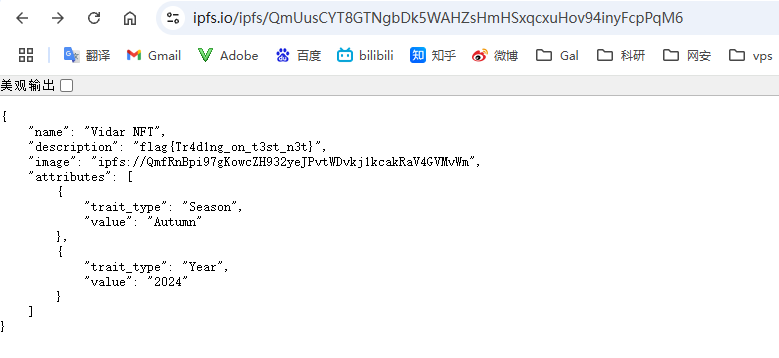 ipfs.io/ipfs/QmUusCYT8GTNgbDk5WAHZsHmHSxqcxuHov94inyFcpPqM6
翻译 Gmail Adobe 百度 bilibili 知乎 微博 Gal 科研 网安 vps
美观输出
{
    "name": "Vidar NFT",
    "description": "flag{Tr4d1ng_on_t3st_n3t}",
    "image": "ipfs://QmfRnBpi97gKowcZH932yeJPvtWDvkj1kcakRaV4GVMvWm",
    "attributes": [
        {
            "trait_type": "Season",
            "value": "Autumn"
        },
        {
            "trait_type": "Year",
            "value": "2024"
        }
    ]
}